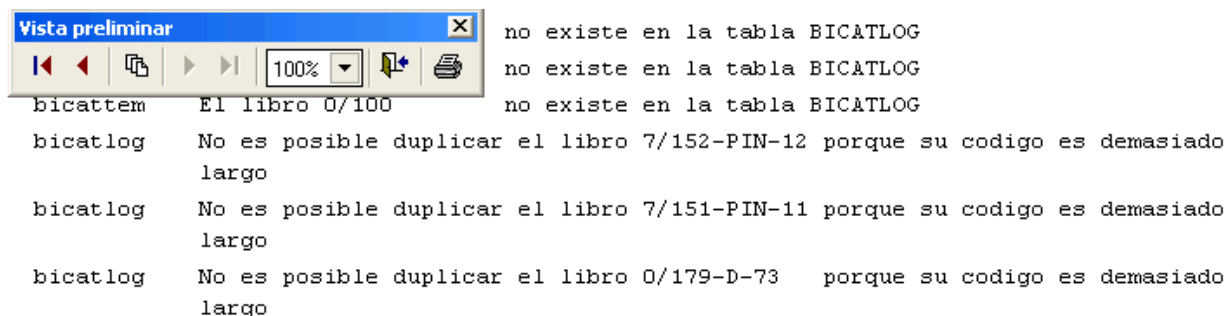 Vista preliminar
no existe en la tabla BICATLOG
100%
no existe en la tabla BICATLOG
bicattem El libro 0/100 no existe en la tabla BICATLOG
bicatlog No es posible duplicar el libro 7/152-PIN-12 porque su codigo es demasiado
largo
bicatlog No es posible duplicar el libro 7/151-PIN-11 porque su codigo es demasiado
largo
bicatlog No es posible duplicar el libro 0/179-D-73 porque su codigo es demasiado
largo